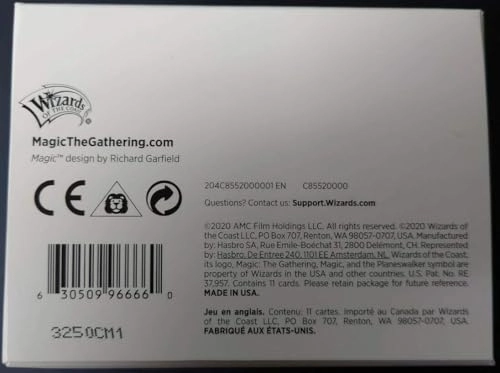 Wizards
OF THE COAST
MagicTheGathering.com
Magic™ design by Richard Garfield
CE
204C8552000001 EN C85520000
Questions? Contact us: Support.Wizards.com
©2020 AMC Film Holdings LLC. All rights reserved. ©2020 Wizards of
the Coast LLC, PO Box 707, Renton, WA 98057-0707, USA. Manufactured
by: Hasbro SA, Rue Emile-Boéchat 31, 2800 Delémont, CH. Represented
by: Hasbro, De Entree 240, 1101 EE Amsterdam, NL. Wizards of the Coast,
its logo, Magic: The Gathering, Magic, and the Planeswalker symbol are
property of Wizards in the USA and other countries. U.S. Pat. No. RE
37,957. Contains 11 cards. Please retain package for future reference.
MADE IN USA.
Jeu en anglais. Contenu: 11 cartes. Importé au Canada par Wizards
of the Coast LLC, PO Box 707, Renton, WA 98057-0707, USA.
FABRIQUÉ AUX ÉTATS-UNIS.
6 30509 96666 0
3250CM1